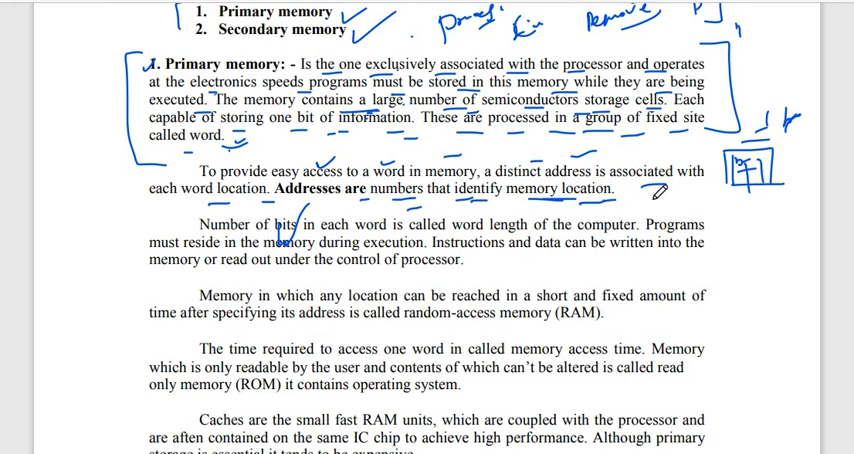 1. Primary memory
2. Secondary memory
Remove
1. Primary memory: - Is the one exclusively associated with the processor and operates
at the electronics speeds programs must be stored in this memory while they are being
executed. The memory contains a large number of semiconductors storage cells. Each
capable of storing one bit of information. These are processed in a group of fixed site
called word.
To provide easy access to a word in memory, a distinct address is associated with
each word location. Addresses are numbers that identify memory location.
Number of bits in each word is called word length of the computer. Programs
must reside in the memory during execution. Instructions and data can be written into the
memory or read out under the control of processor.
Memory in which any location can be reached in a short and fixed amount of
time after specifying its address is called random-access memory (RAM).
The time required to access one word in called memory access time. Memory
which is only readable by the user and contents of which can’t be altered is called read
only memory (ROM) it contains operating system.
Caches are the small fast RAM units, which are coupled with the processor and
are aften contained on the same IC chip to achieve high performance. Although primary
storage is essential it tends to be expensive.